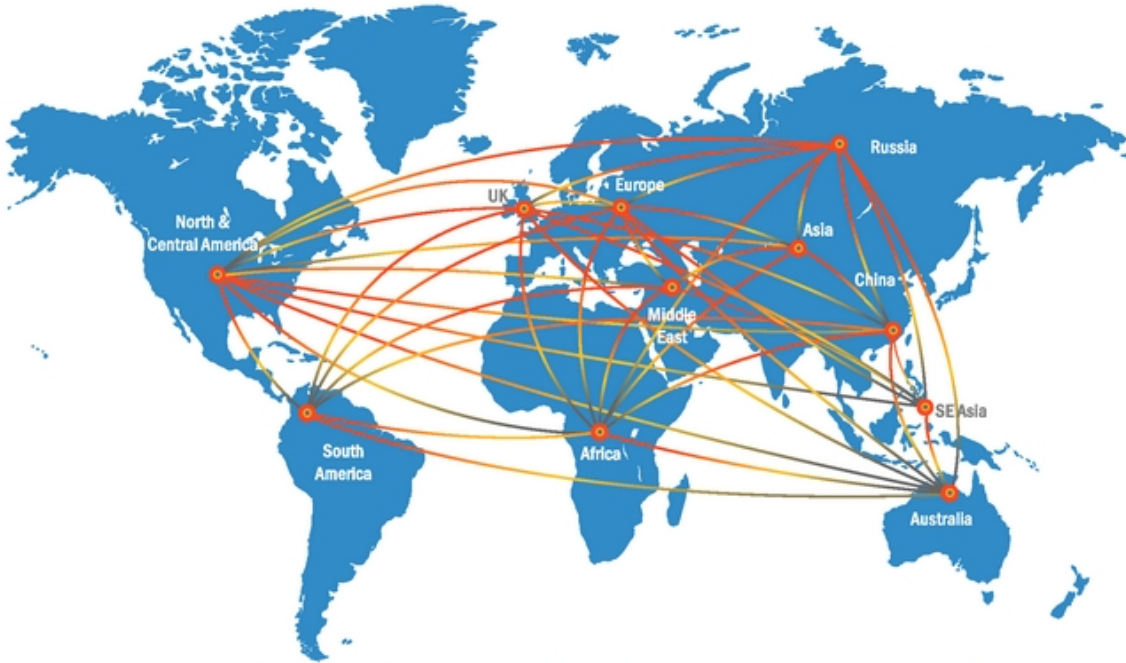 Russia
UK
Europe
North &
Central America
Asia
China
Middle
East
SE Asia
South
America
Africa
Australia